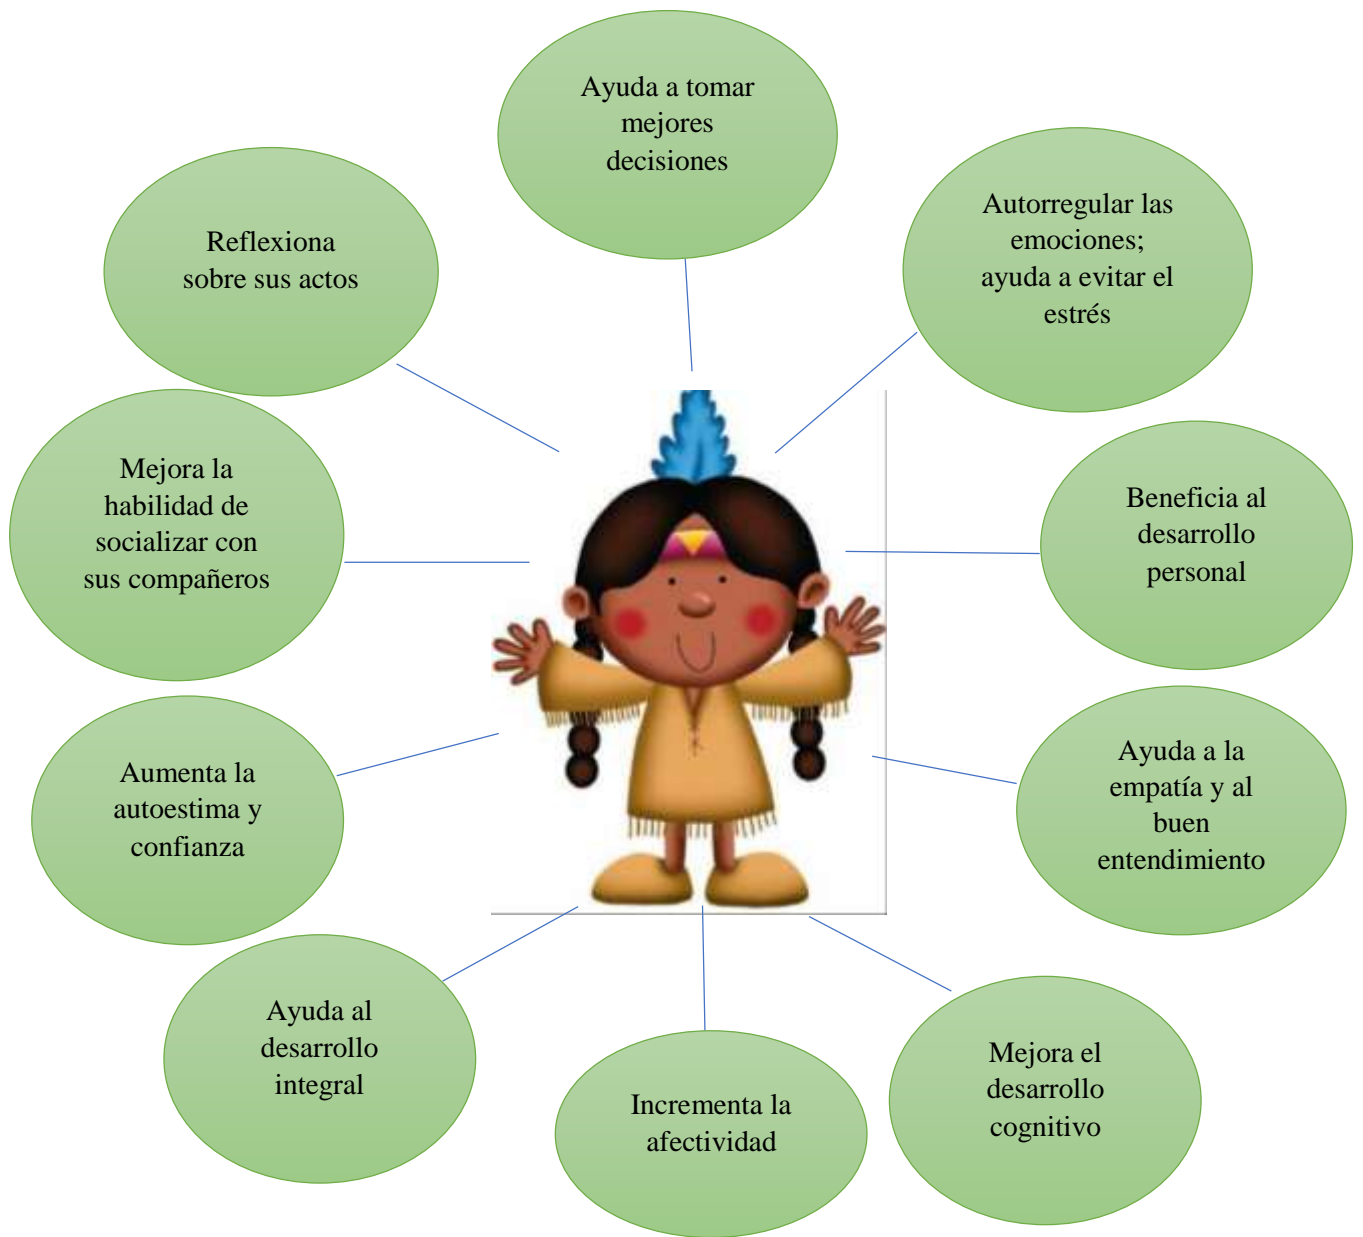 Ayuda a tomar
mejores
decisiones
Autorregular las
emociones;
ayuda a evitar el
estrés
Reflexiona
sobre sus actos
Mejora la
habilidad de
socializar con
sus compañeros
Beneficia al
desarrollo
personal
Aumenta la
autoestima y
confianza
Ayuda a la
empatía y al
buen
entendimiento
Ayuda al
desarrollo
integral
Incrementa la
afectividad
Mejora el
desarrollo
cognitivo